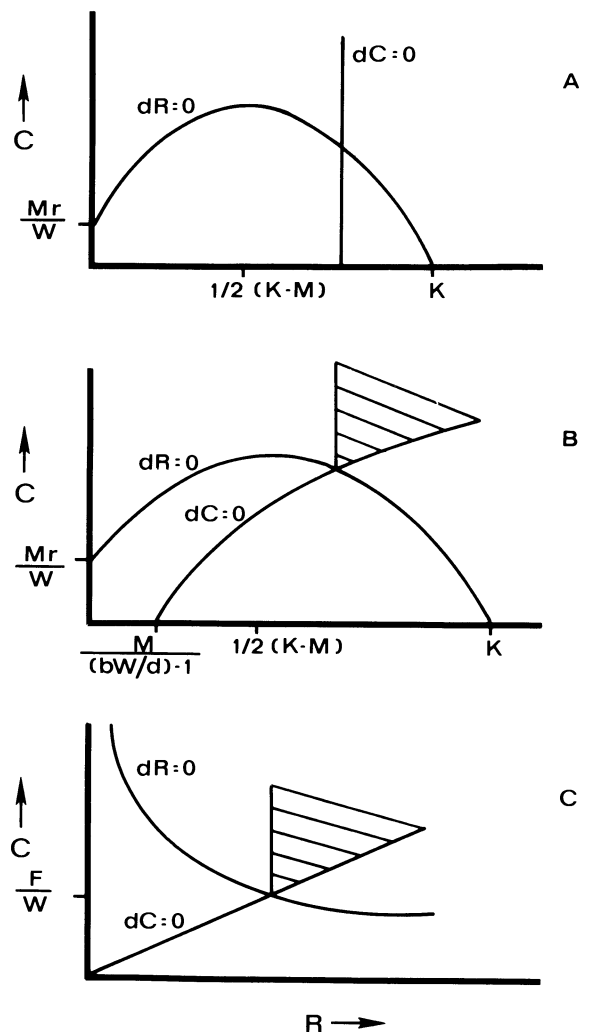 dC=0
A
dR=0
↑
C
Mr
W
1/2 (K-M)
K
B
dR=0
↑
C
dC=0
Mr
W
M
(bW/d)-1
1/2 (K-M)
K
dR=0
C
↑
C
F
W
dC=0
R →